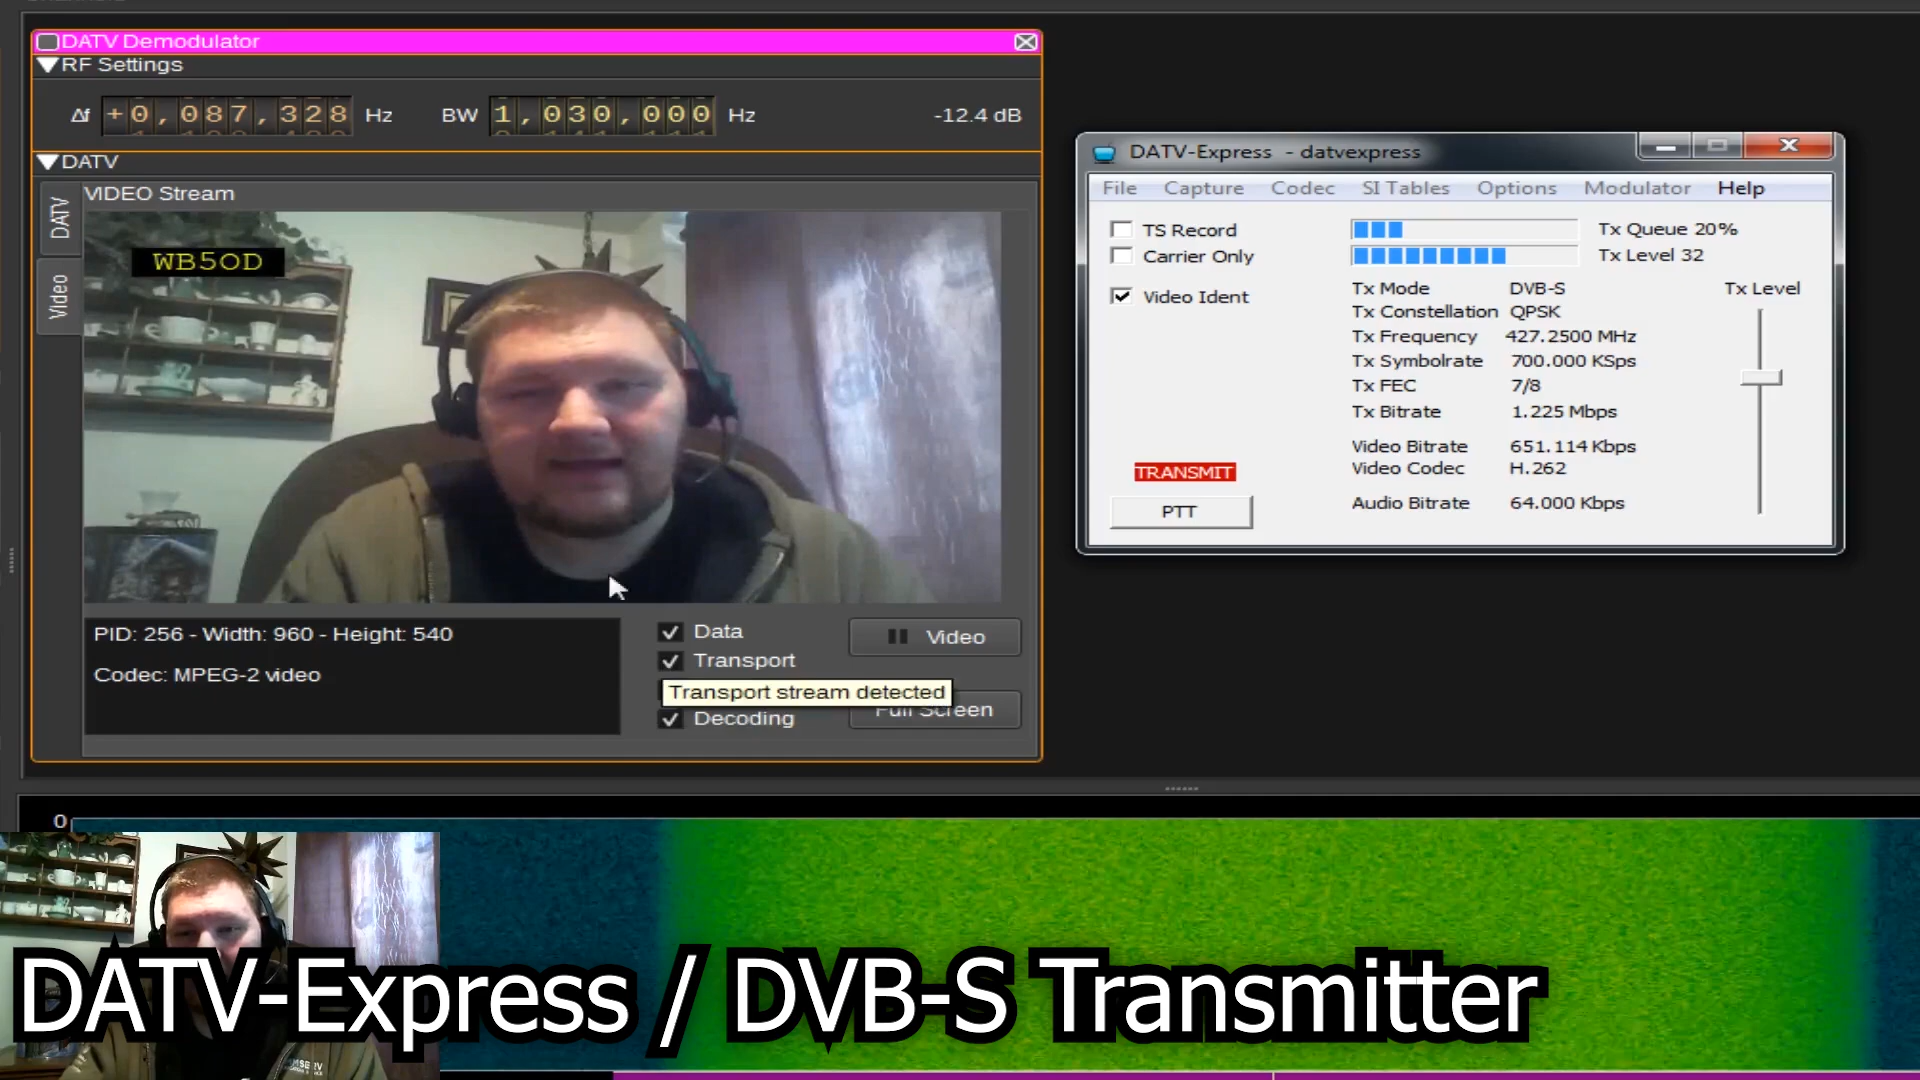 DATV Demodulator
RF Settings
Δf +0,087,328 Hz BW 1,030,000 Hz -12.4 dB
DATV
DATV
Video
VIDEO Stream
WB5OD
PID: 256 - Width: 960 - Height: 540
Codec: MPEG-2 video
Data
Transport
Transport stream detected
Decoding
Video
Full Screen
DATV-Express - datvexpress
File Capture Codec SI Tables Options Modulator Help
TS Record
Carrier Only
Video Ident
TRANSMIT
PTT
Tx Queue 20%
Tx Level 32
Tx Mode DVB-S
Tx Constellation QPSK
Tx Frequency 427.2500 MHz
Tx Symbolrate 700.000 KSps
Tx FEC 7/8
Tx Bitrate 1.225 Mbps
Video Bitrate 651.114 Kbps
Video Codec H.262
Audio Bitrate 64.000 Kbps
Tx Level
0
DATV-Express / DVB-S Transmitter